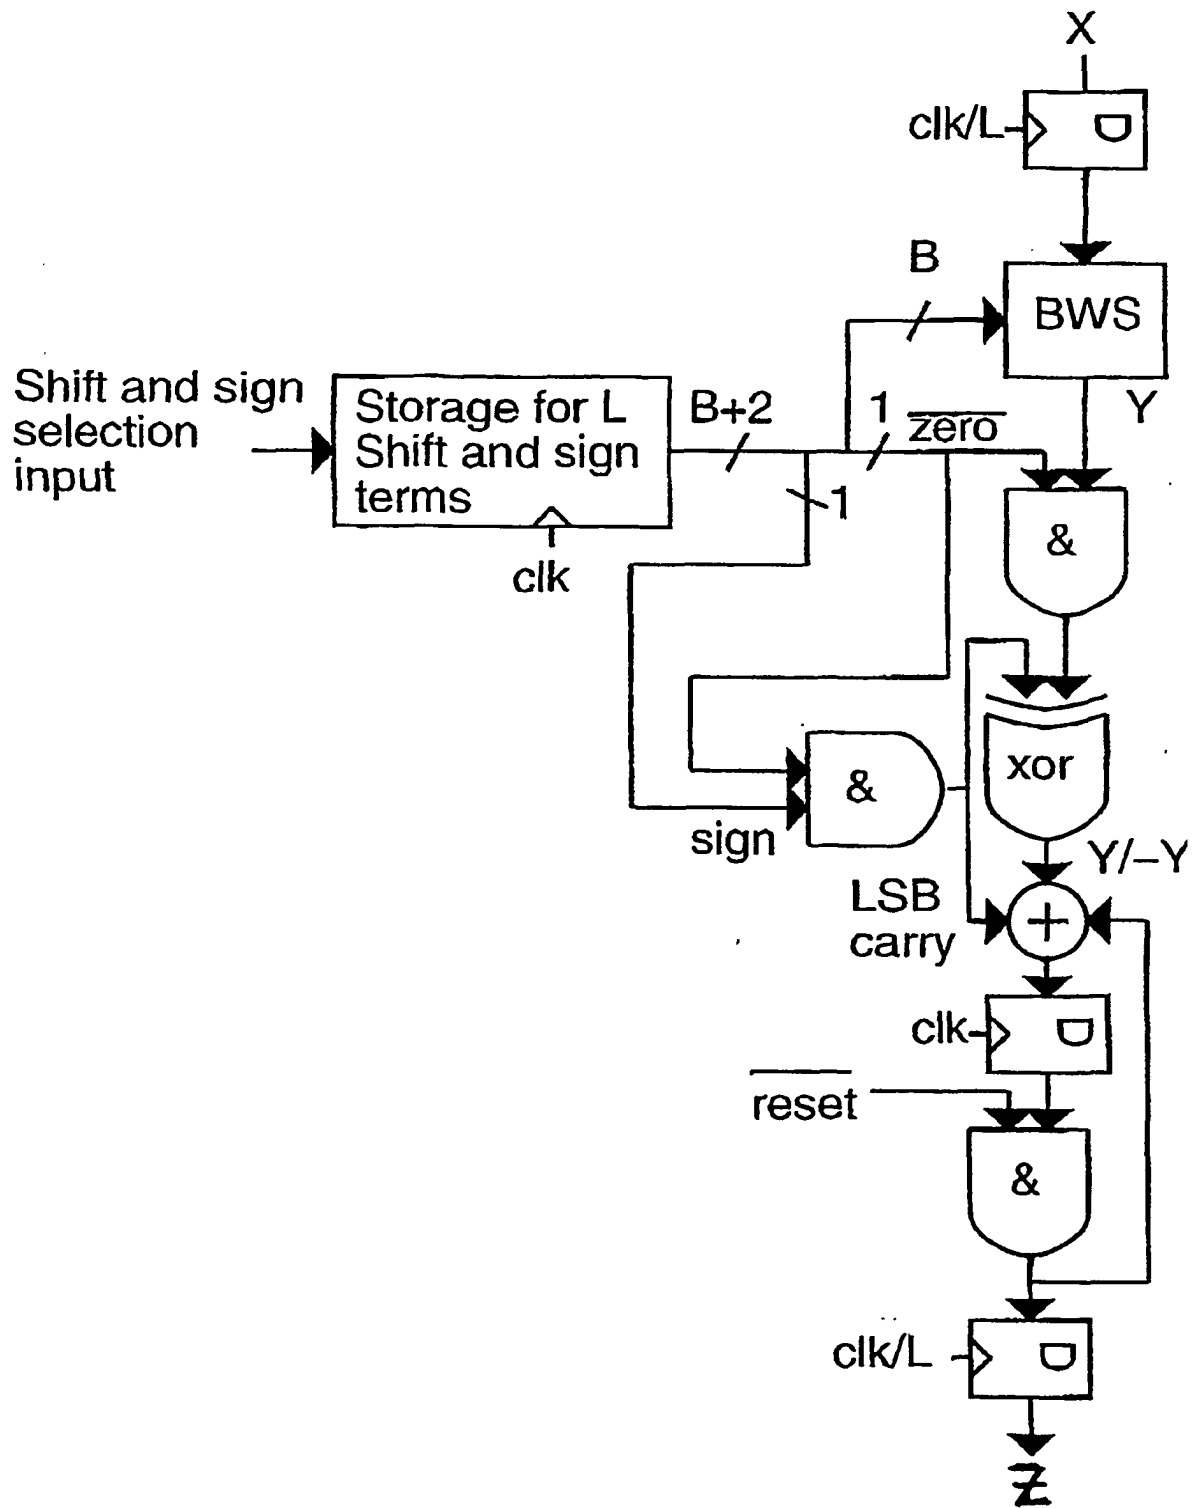 X
clk/L
D
B
BWS
Shift and sign
selection
input
Storage for L
Shift and sign
terms
clk
B+2
1
1
zero
Y
&
xor
&
sign
Y/–Y
LSB
carry
+
clk
D
reset
&
clk/L
D
Z